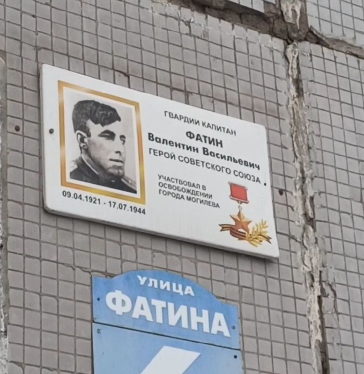 ГВАРДИИ КАПИТАН
ФАТИН
Валентин Васильевич
ГЕРОЙ СОВЕТСКОГО СОЮЗА
УЧАСТВОВАЛ В
ОСВОБОЖДЕНИИ
ГОРОДА МОГИЛЕВА
09.04.1921 - 17.07.1944
УЛИЦА
ФАТИНА